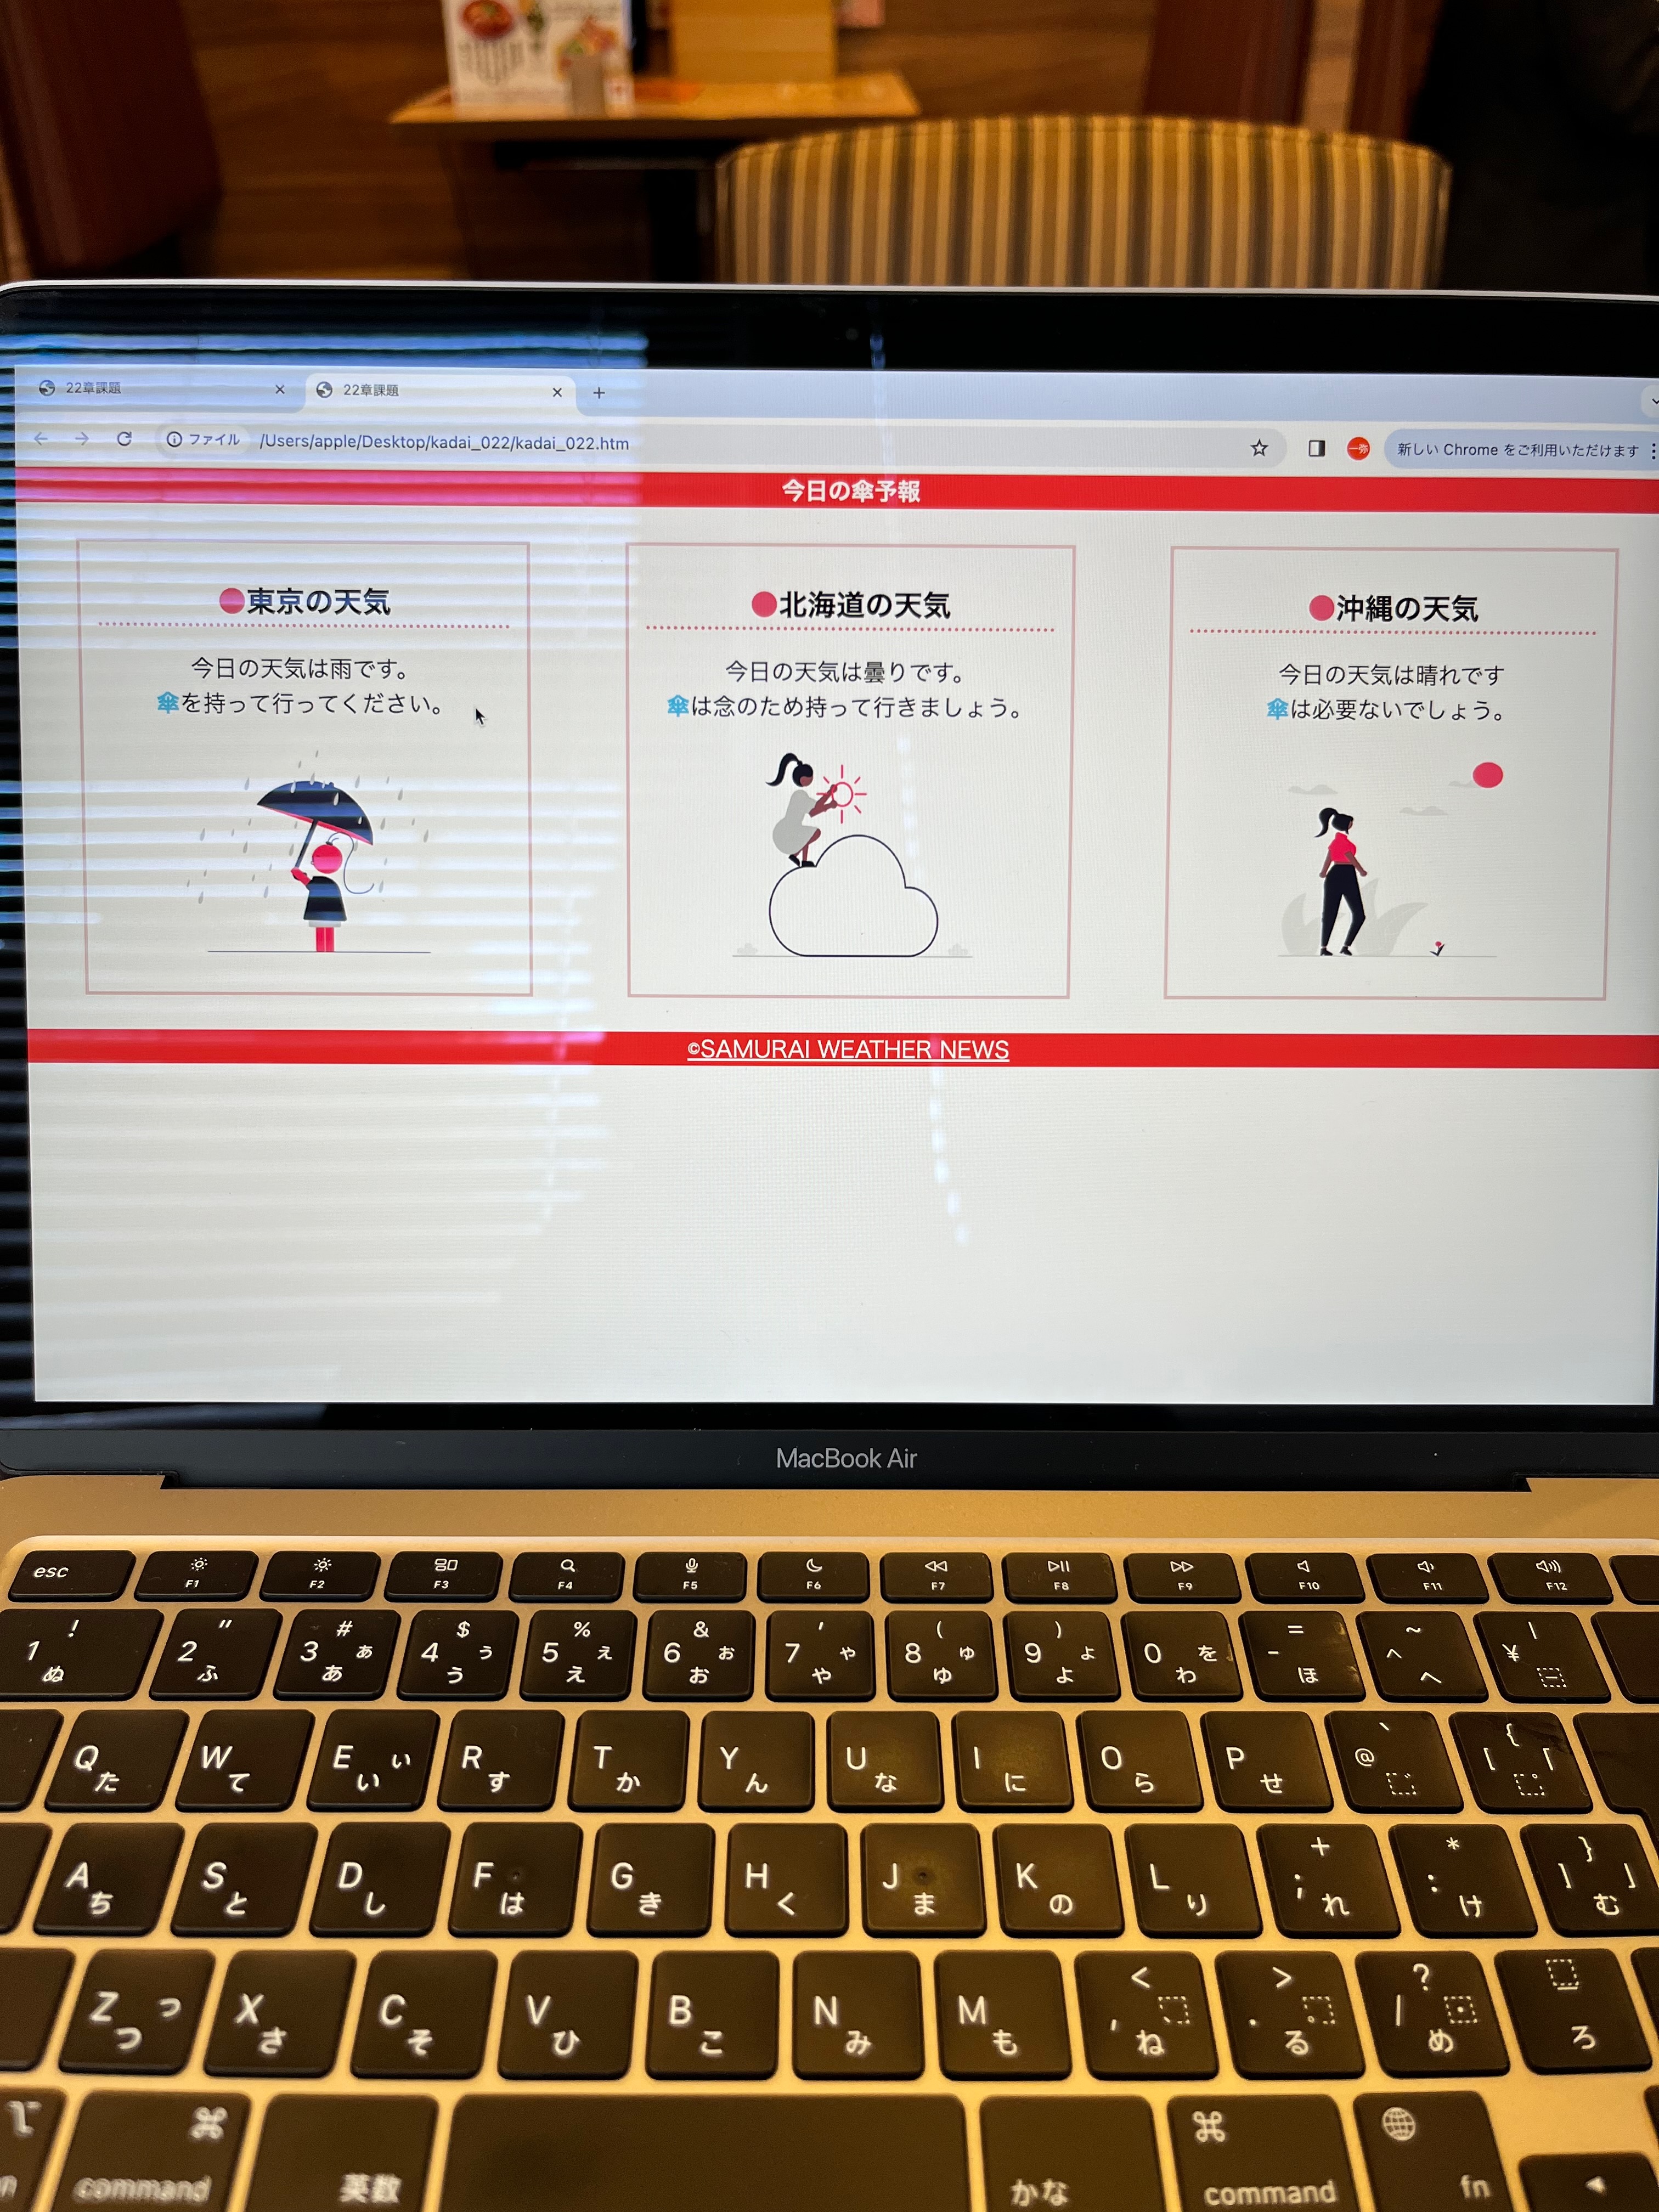 22章課題
22章課題
ファイル /Users/apple/Desktop/kadai_022/kadai_022.htm
一弥
新しい Chrome をご利用いただけます
今日の傘予報
東京の天気
今日の天気は雨です。
傘を持って行ってください。
北海道の天気
今日の天気は曇りです。
傘は念のため持って行きましょう。
沖縄の天気
今日の天気は晴れです
傘は必要ないでしょう。
©SAMURAI WEATHER NEWS
MacBook Air
esc F1 F2 F3 F4 F5 F6 F7 F8 F9 F10 F11 F12
! " # あ $ う % え & お ' や ( ゆ ) よ を = ~ |
1 ぬ 2 ふ 3 あ 4 う 5 え 6 お 7 や 8 ゆ 9 よ 0 わ - ほ ^ へ ¥
Q た W て E い い R す T か Y ん U な I に O ら P せ @ ` { [ 「
A ち S と D し F は G き H く J ま K の L り + ; れ * : け } ] 」 む
Z つ っ X さ C そ V ひ B こ N み M も < , ね > . る ? / め ろ
⌥ ⌘ command 英数 かな ⌘ command fn ◀